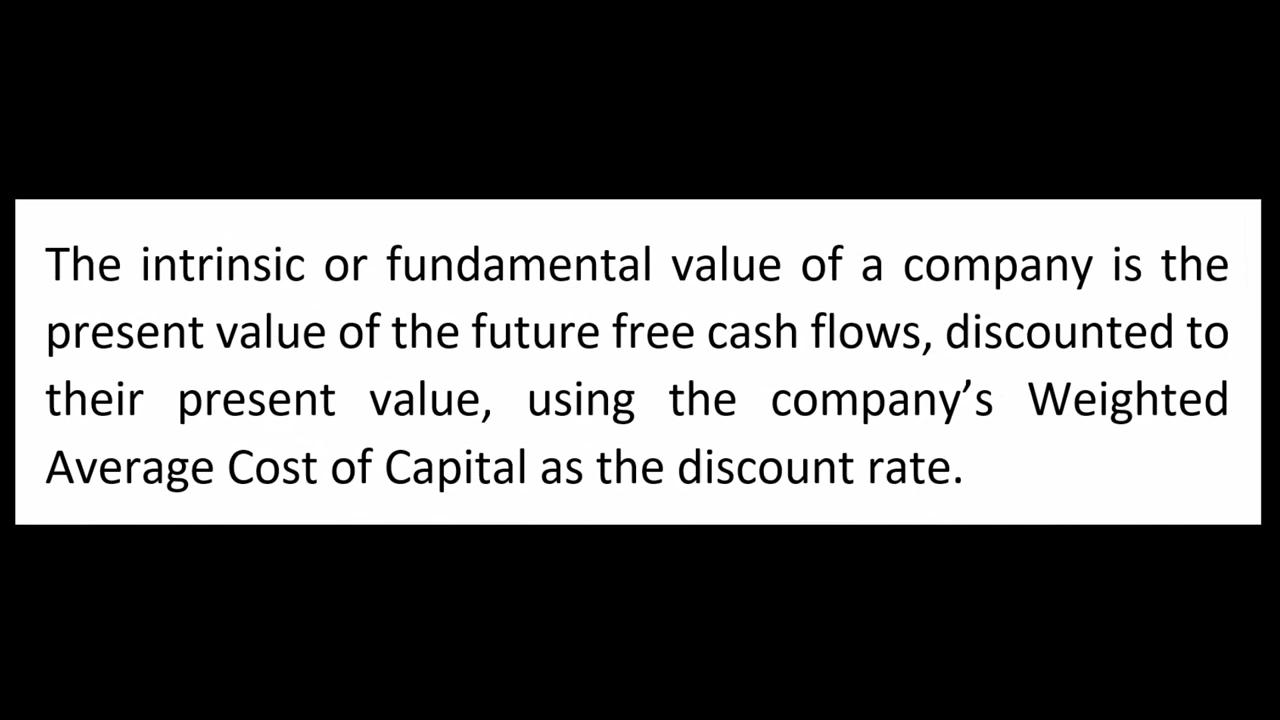 The intrinsic or fundamental value of a company is the
present value of the future free cash flows, discounted to
their present value, using the company’s Weighted
Average Cost of Capital as the discount rate.